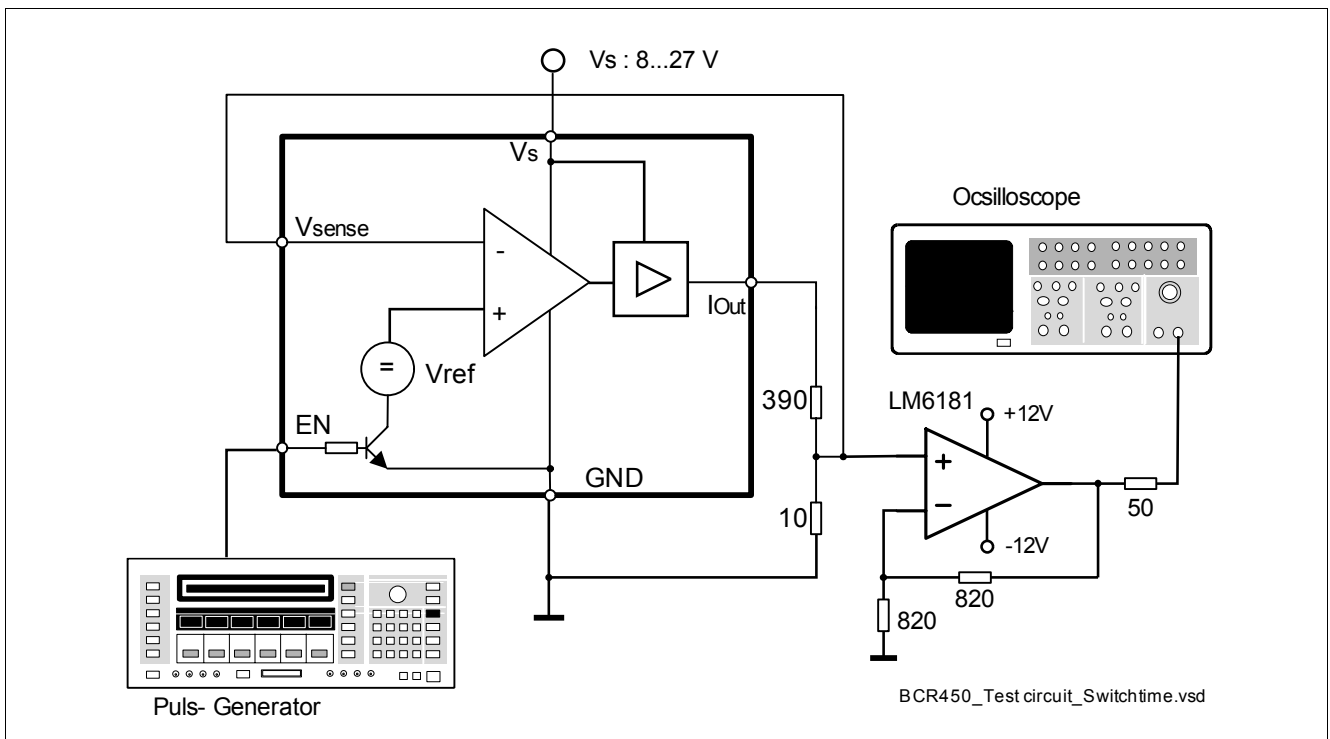 Vs : 8...27 V
Vs
Ocsilloscope
Vsense
-
IOut
+
=
Vref
390
LM6181
+12V
EN
+
GND
−
50
10
-12V
820
820
Puls- Generator
BCR450_Test circuit_Switchtime.vsd